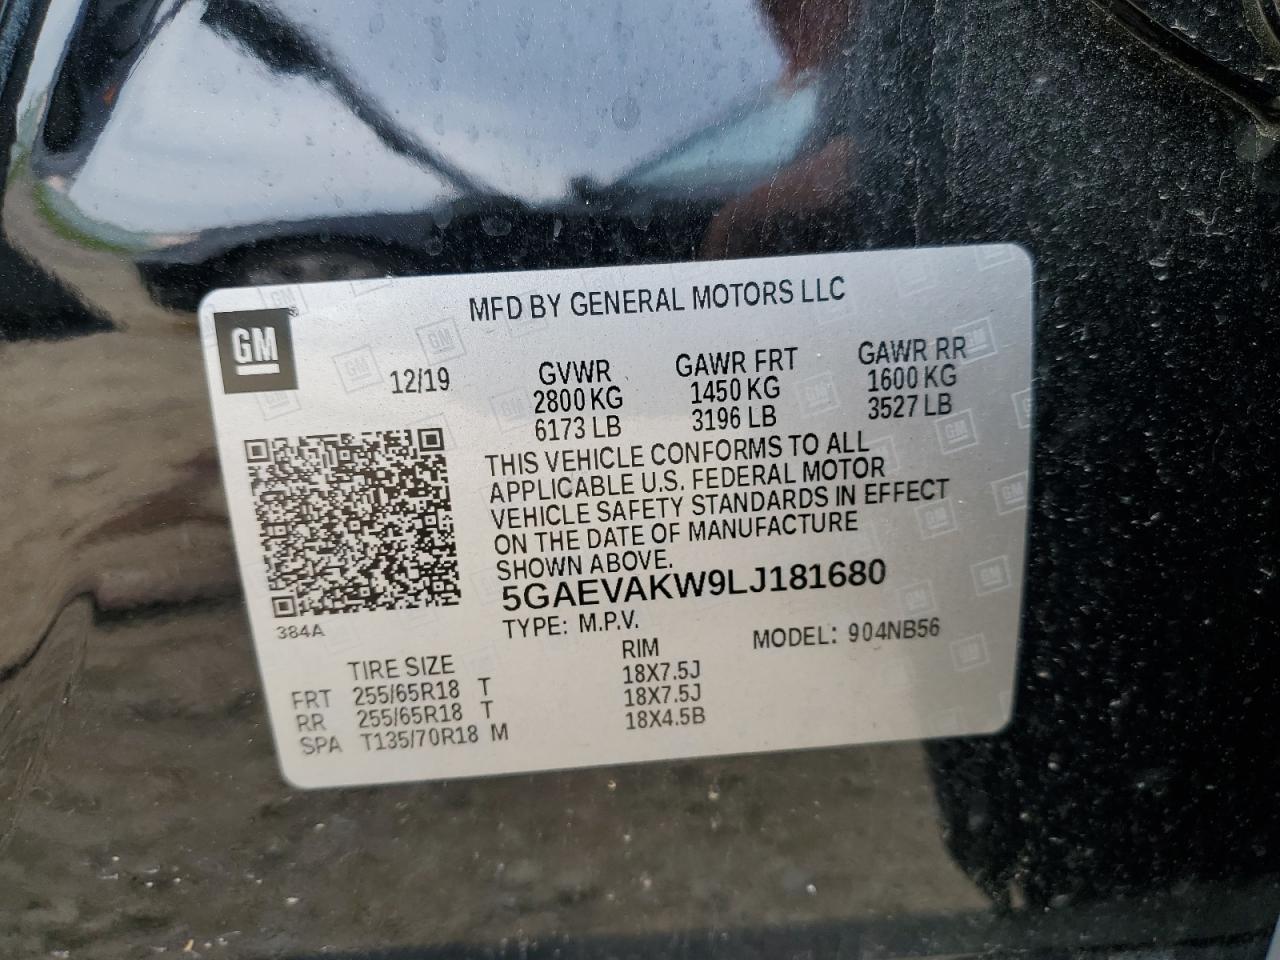 MFD BY GENERAL MOTORS LLC
GM
12/19
GVWR GAWR FRT GAWR RR
2800 KG 1450 KG 1600 KG
6173 LB 3196 LB 3527 LB
THIS VEHICLE CONFORMS TO ALL
APPLICABLE U.S. FEDERAL MOTOR
VEHICLE SAFETY STANDARDS IN EFFECT
ON THE DATE OF MANUFACTURE
SHOWN ABOVE.
5GAEVAKW9LJ181680
384A
TYPE: M.P.V. MODEL: 904NB56
TIRE SIZE RIM
FRT 255/65R18 T 18X7.5J
RR 255/65R18 T 18X7.5J
SPA T135/70R18 M 18X4.5B